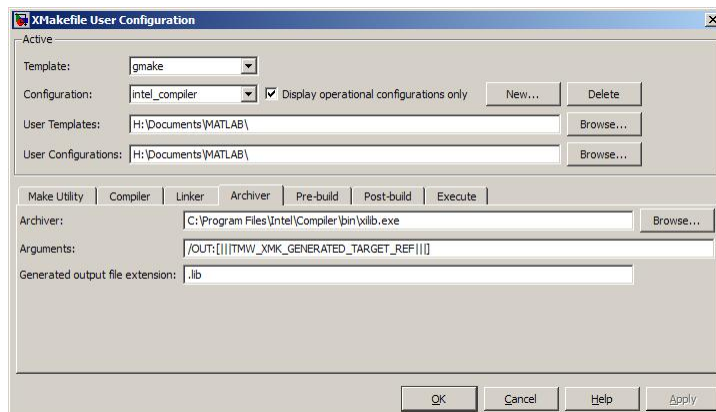 XMakefile User Configuration
Active
Template: gmake
Configuration: intel_compiler Display operational configurations only New... Delete
User Templates: H:\Documents\MATLAB\ Browse...
User Configurations: H:\Documents\MATLAB\ Browse...
Make Utility Compiler Linker Archiver Pre-build Post-build Execute
Archiver: C:\Program Files\Intel\Compiler\bin\xilib.exe Browse...
Arguments: /OUT:[|||TMW_XMK_GENERATED_TARGET_REF|||]
Generated output file extension: .lib
OK Cancel Help Apply